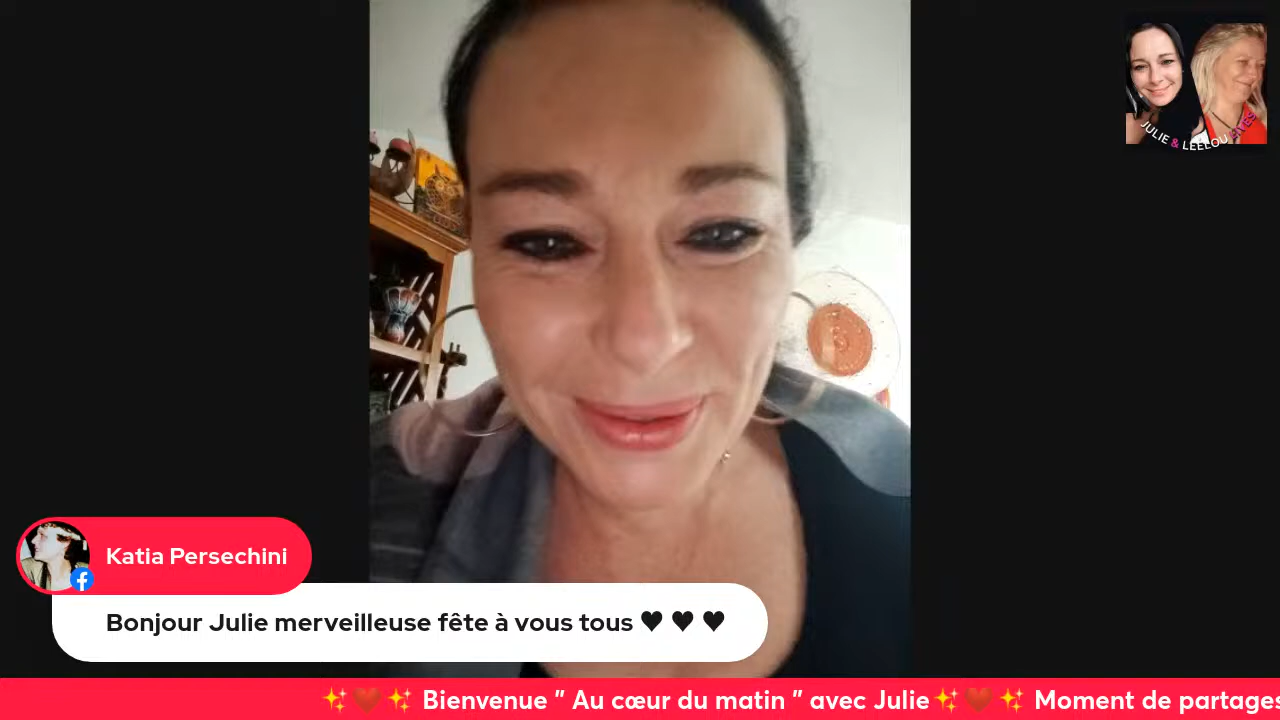 JULIE & LEELOU LIVES
Katia Persechini
Bonjour Julie merveilleuse fête à vous tous ♥ ♥ ♥
✨❤️✨ Bienvenue " Au cœur du matin " avec Julie✨❤️✨ Moment de partages